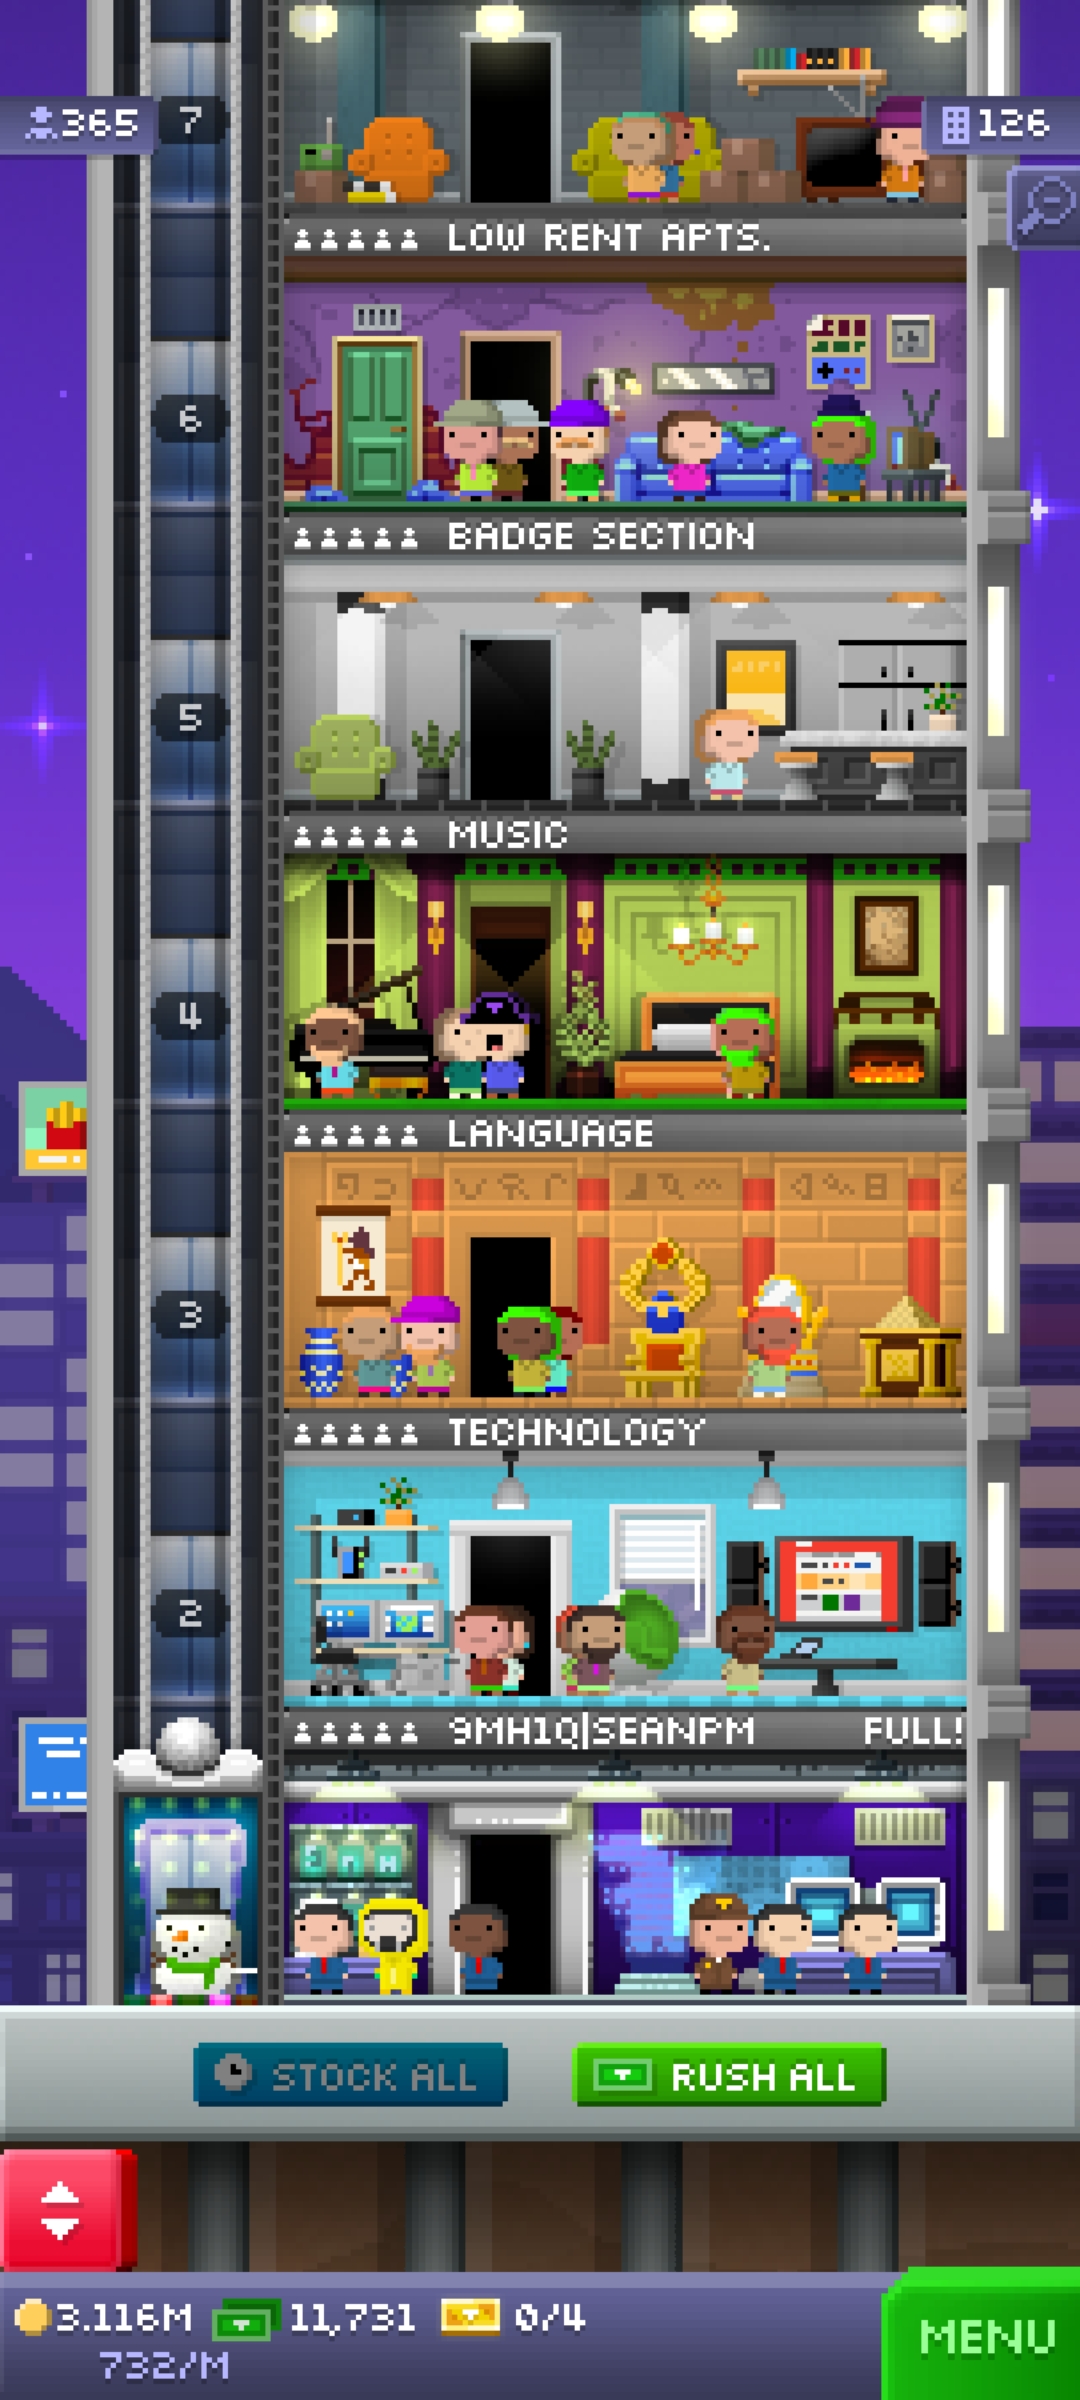 365
7
126
LOW RENT APTS.
6
BADGE SECTION
5
MUSIC
4
LANGUAGE
3
TECHNOLOGY
2
9MH1Q|SEANPM FULL!
STOCK ALL
RUSH ALL
3.116M 11,731 0/4
732/M
MENU